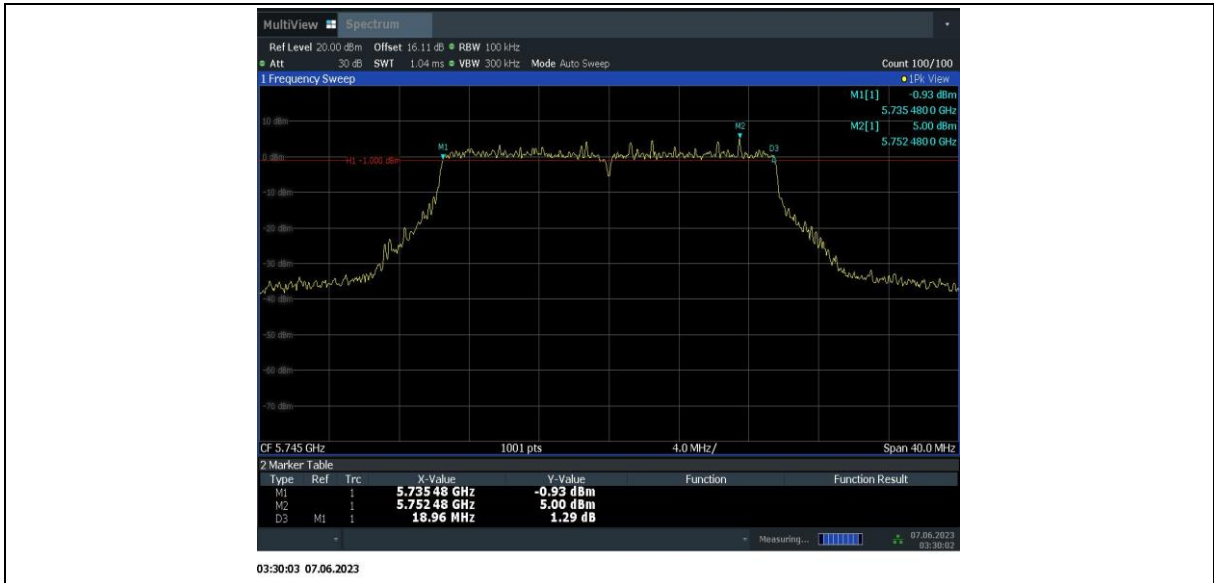 MultiView Spectrum
Ref Level 20.00 dBm Offset 16.11 dB RBW 100 kHz
Att 30 dB SWT 1.04 ms VBW 300 kHz Mode Auto Sweep Count 100/100
1 Frequency Sweep 1Pk View
M1[1] -0.93 dBm
5.735 480 0 GHz
10 dBm
M2
M2[1] 5.00 dBm
5.752 480 0 GHz
M1
D3
0 dBm
H1 -1.000 dBm
-10 dBm
-20 dBm
-30 dBm
-40 dBm
-50 dBm
-60 dBm
-70 dBm
CF 5.745 GHz 1001 pts 4.0 MHz/ Span 40.0 MHz
2 Marker Table
Type Ref Trc X-Value Y-Value Function Function Result
M1 1 5.735 48 GHz -0.93 dBm
M2 1 5.752 48 GHz 5.00 dBm
D3 M1 1 18.96 MHz 1.29 dB
Measuring... 07.06.2023
03:30:02
03:30:03 07.06.2023